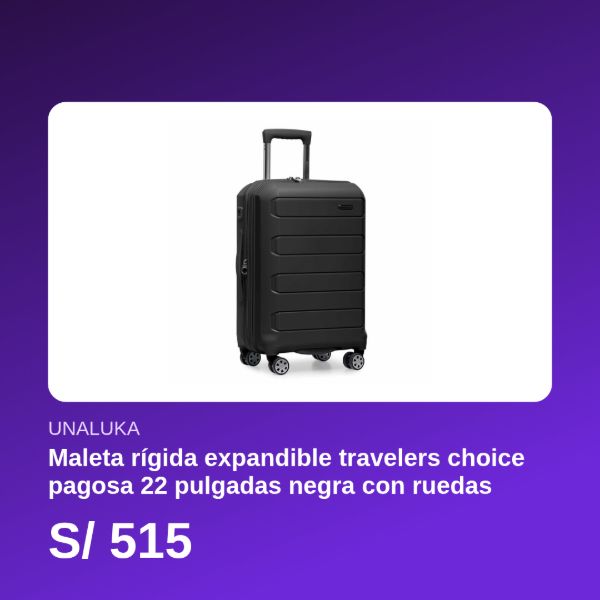 UNALUKA
Maleta rígida expandible travelers choice
pagosa 22 pulgadas negra con ruedas
S/ 515